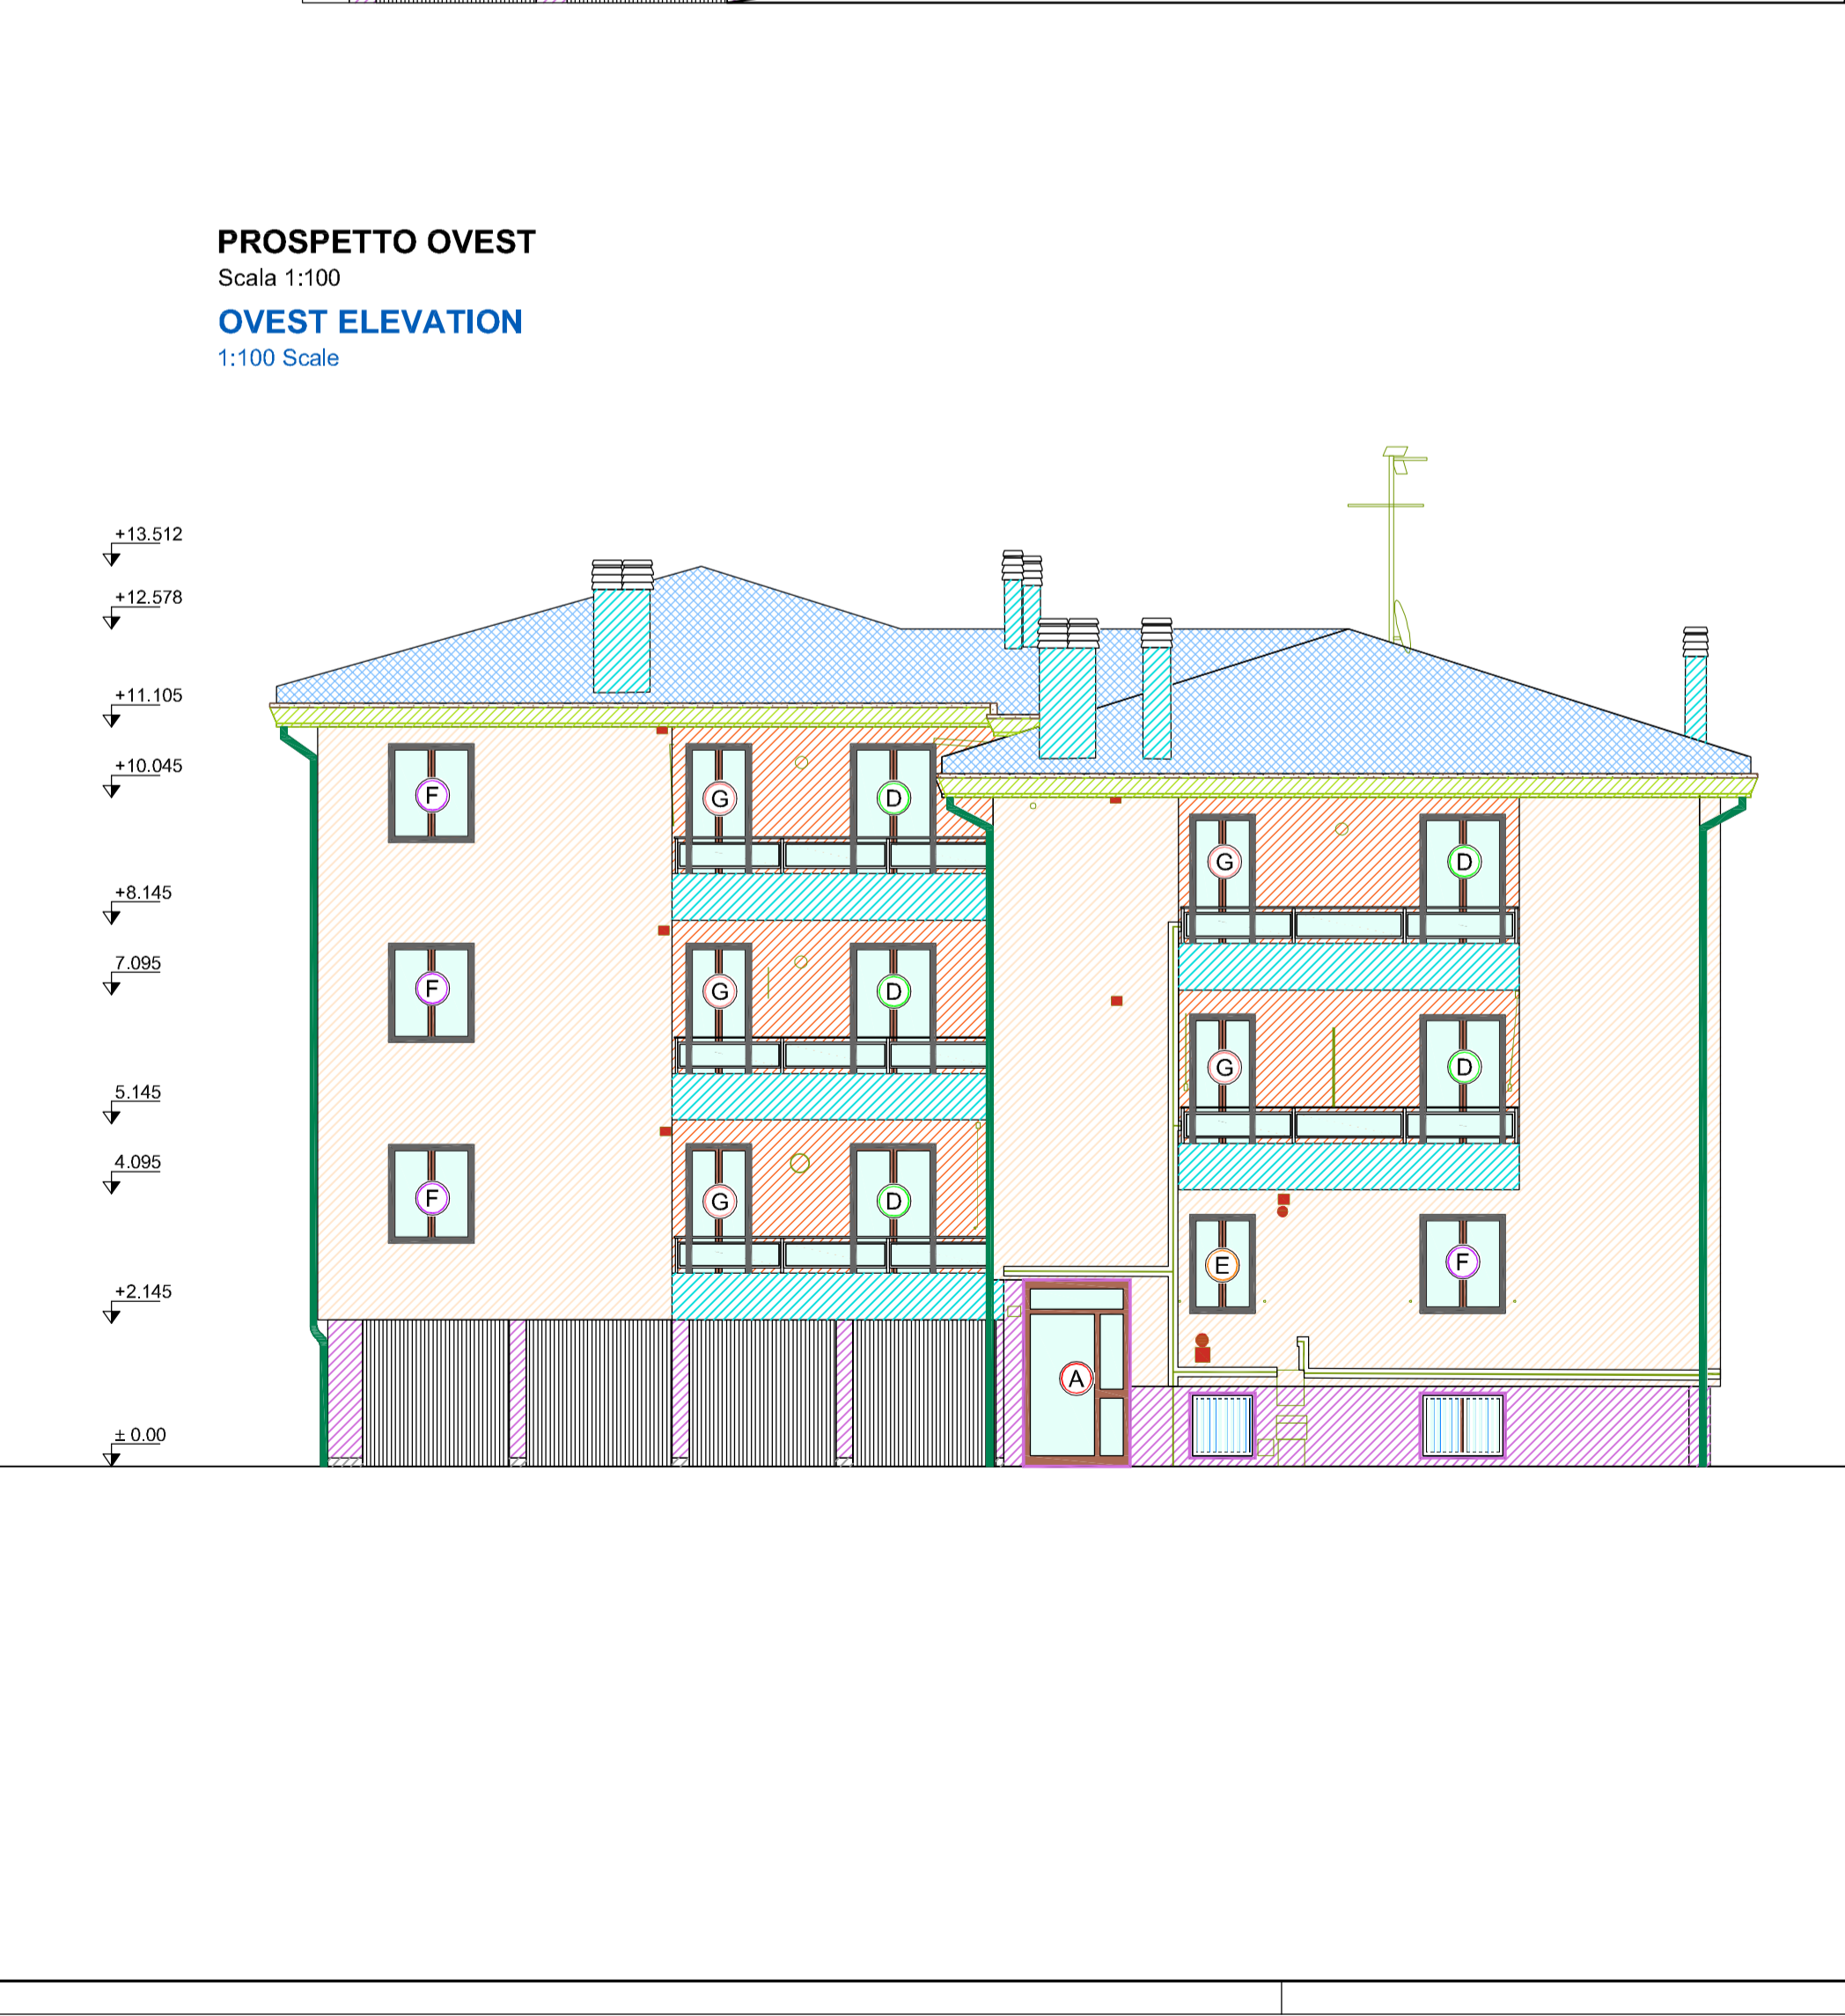 PROSPETTO OVEST
Scala 1:100
OVEST ELEVATION
1:100 Scale
+13.512
+12.578
+11.105
+10.045
F
G
D
G
D
+8.145
7.095
F
G
D
G
D
5.145
4.095
F
G
D
E
F
+2.145
A
± 0.00